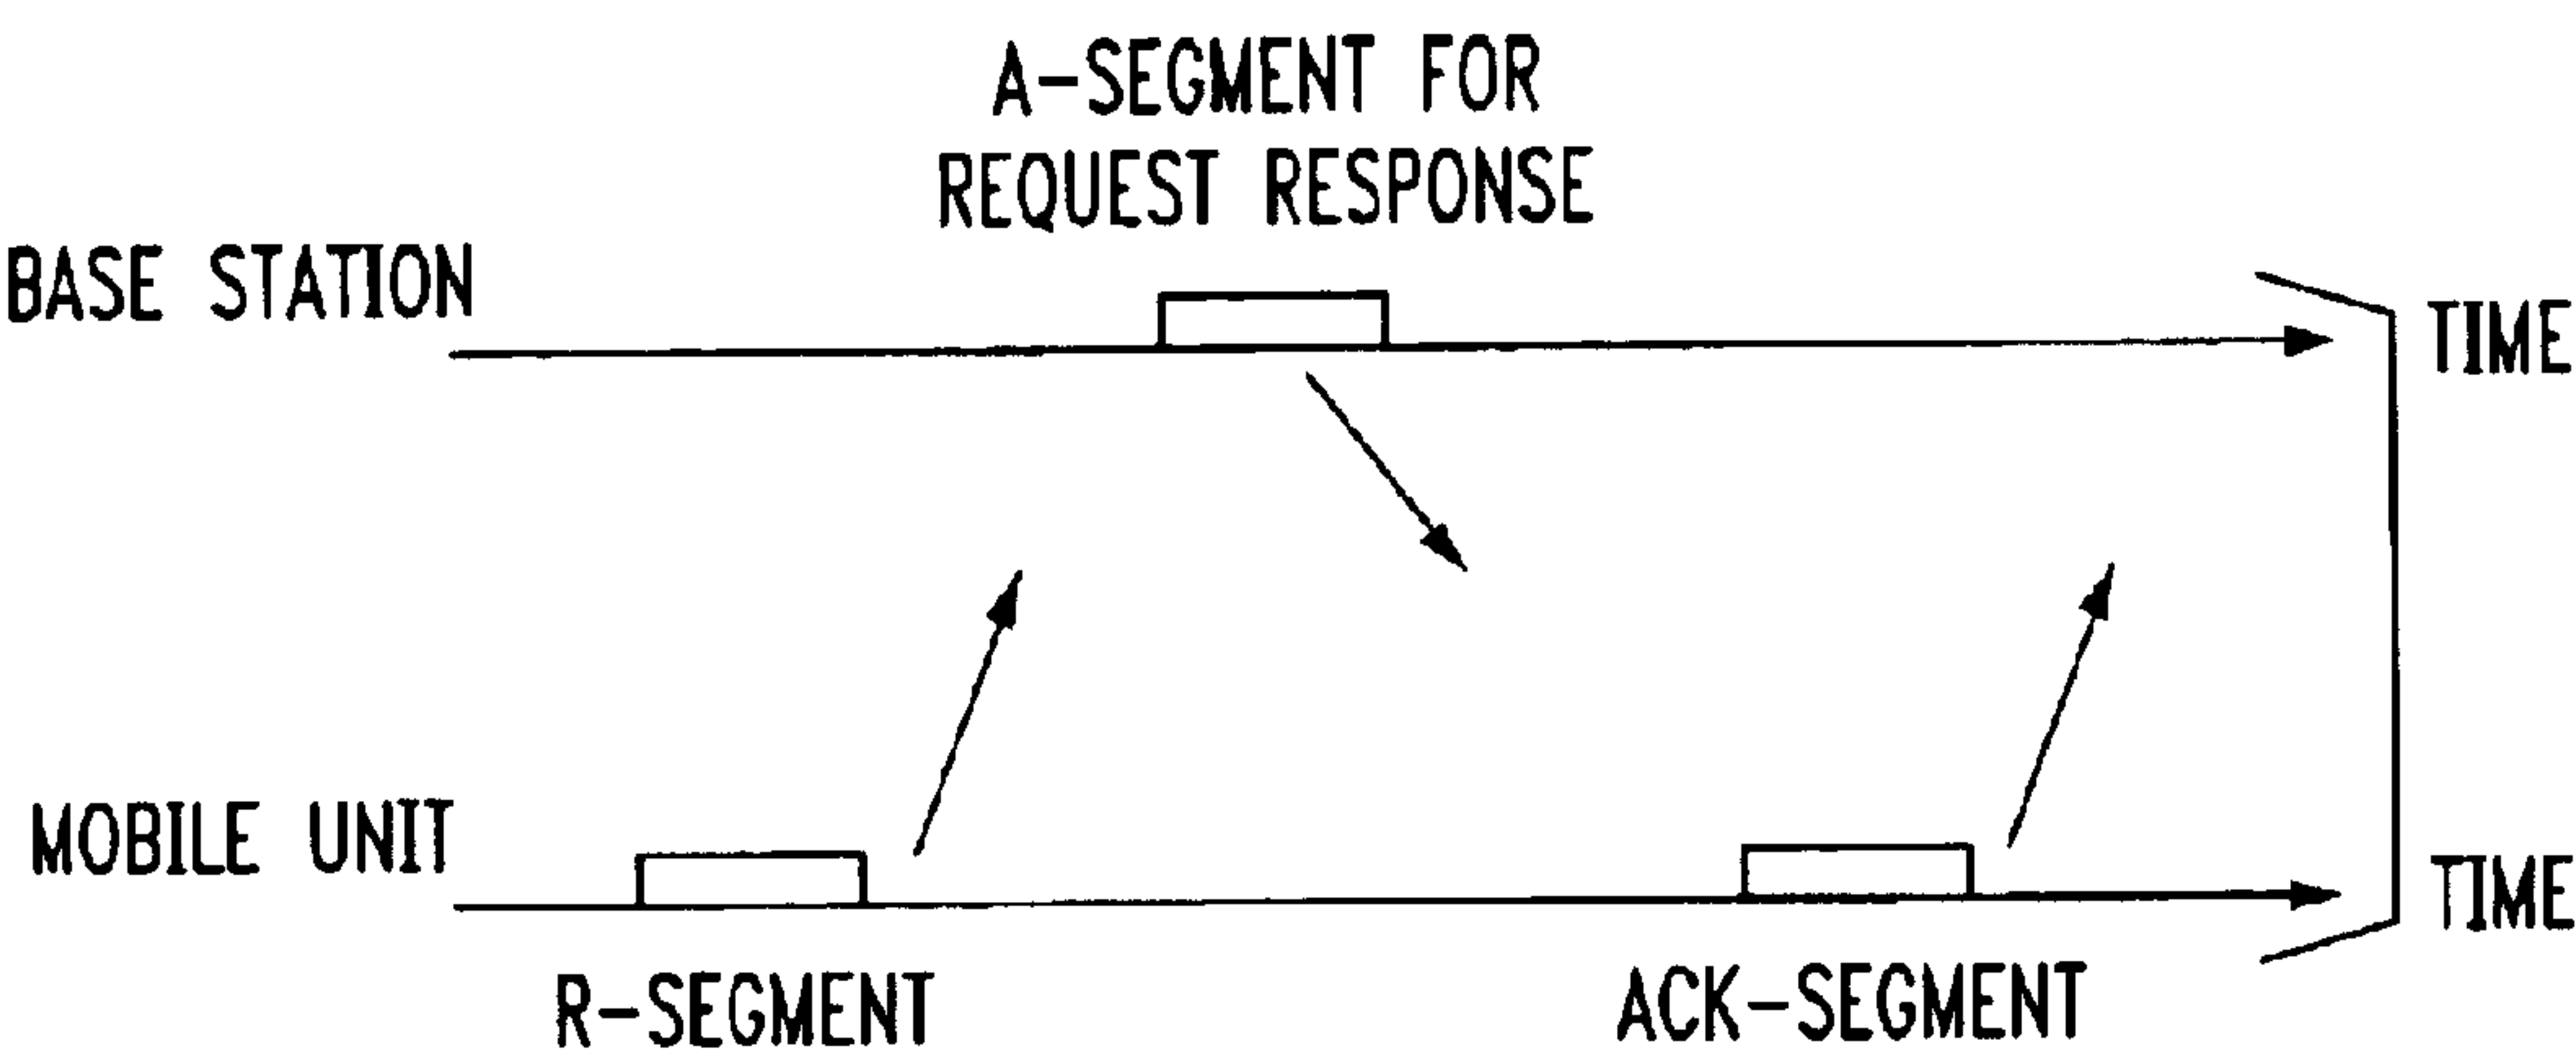 A-SEGMENT FOR
REQUEST RESPONSE
BASE STATION
TIME
MOBILE UNIT
TIME
R-SEGMENT
ACK-SEGMENT